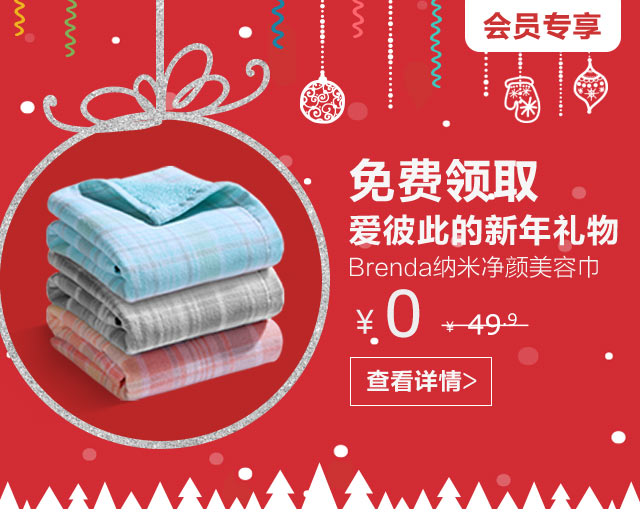 会员专享
免费领取
爱彼此的新年礼物
Brenda纳米净颜美容巾
¥ 0 ¥ 49.9
查看详情>